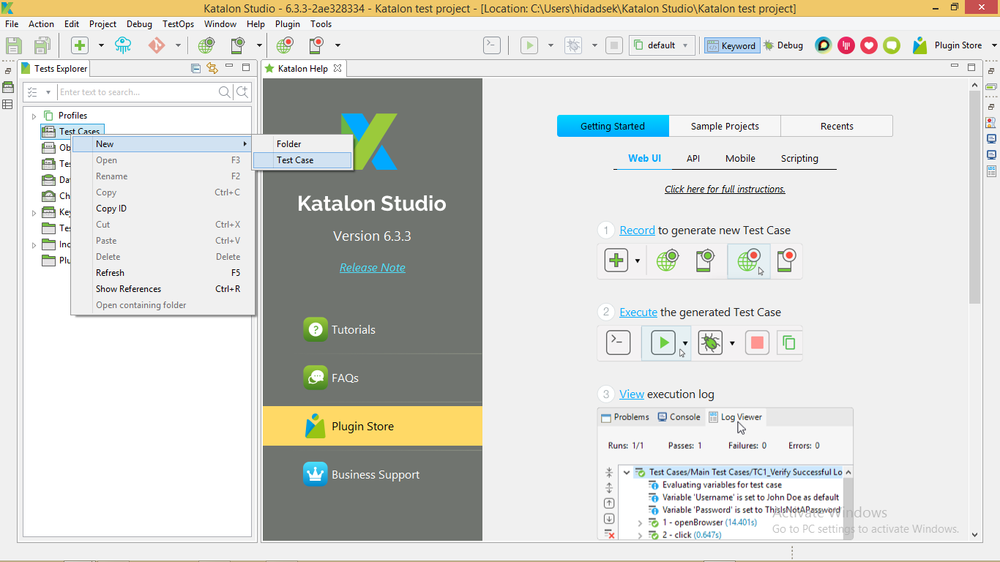 Katalon Studio - 6.3.3-2ae328334 - Katalon test project - [Location: C:\Users\hidadsek\Katalon Studio\Katalon test project]
File Action Edit Project Debug TestOps Window Help Plugin Tools
default Keyword Debug Plugin Store
Tests Explorer
Enter text to search...
Profiles
Test Cases
Ob
Tes
Dat
Ch
Key
Tes
Inc
Plu
New
Open F3
Rename F2
Copy Ctrl+C
Copy ID
Cut Ctrl+X
Paste Ctrl+V
Delete Delete
Refresh F5
Show References Ctrl+R
Open containing folder
Folder
Test Case
Katalon Help
Katalon Studio
Version 6.3.3
Release Note
Tutorials
FAQs
Plugin Store
Business Support
Getting Started Sample Projects Recents
Web UI API Mobile Scripting
Click here for full instructions.
1 Record to generate new Test Case
2 Execute the generated Test Case
3 View execution log
Problems Console Log Viewer
Runs: 1/1 Passes: 1 Failures: 0 Errors: 0
Test Cases/Main Test Cases/TC1_Verify Successful Lo
Evaluating variables for test case
Variable 'Username' is set to John Doe as default
Variable 'Password' is set to ThisIsNotAPassword
1 - openBrowser (14.401s)
2 - click (0.647s)
Activate Windows
Go to PC settings to activate Windows.